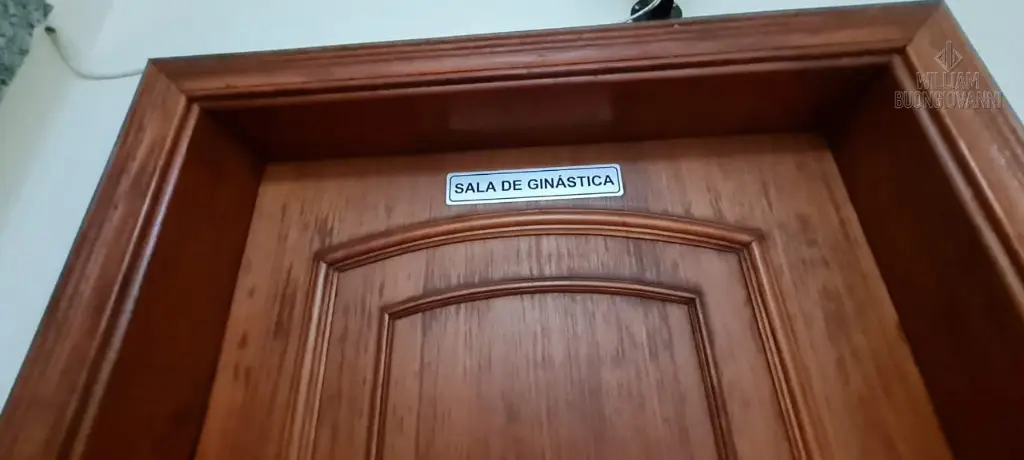 WILLIAM
BUONGIOVANNI
SALA DE GINÁSTICA